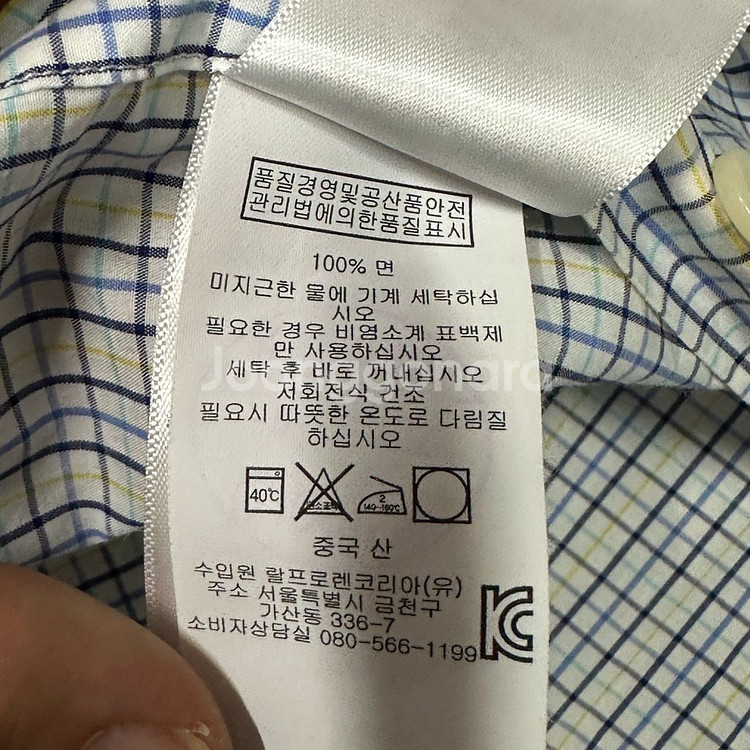 품질경영및공산품안전
관리법에의한품질표시
100% 면
미지근한 물에 기계 세탁하십
시오
필요한 경우 비염소계 표백제
만 사용하십시오
세탁 후 바로 꺼내십시오
저회전식 건조
필요시 따뜻한 온도로 다림질
하십시오
40℃
염소표백
2
140~160℃
중국 산
수입원 랄프로렌코리아(유)
주소 서울특별시 금천구
가산동 336-7
소비자상담실 080-566-1199
KC
Joonggonara